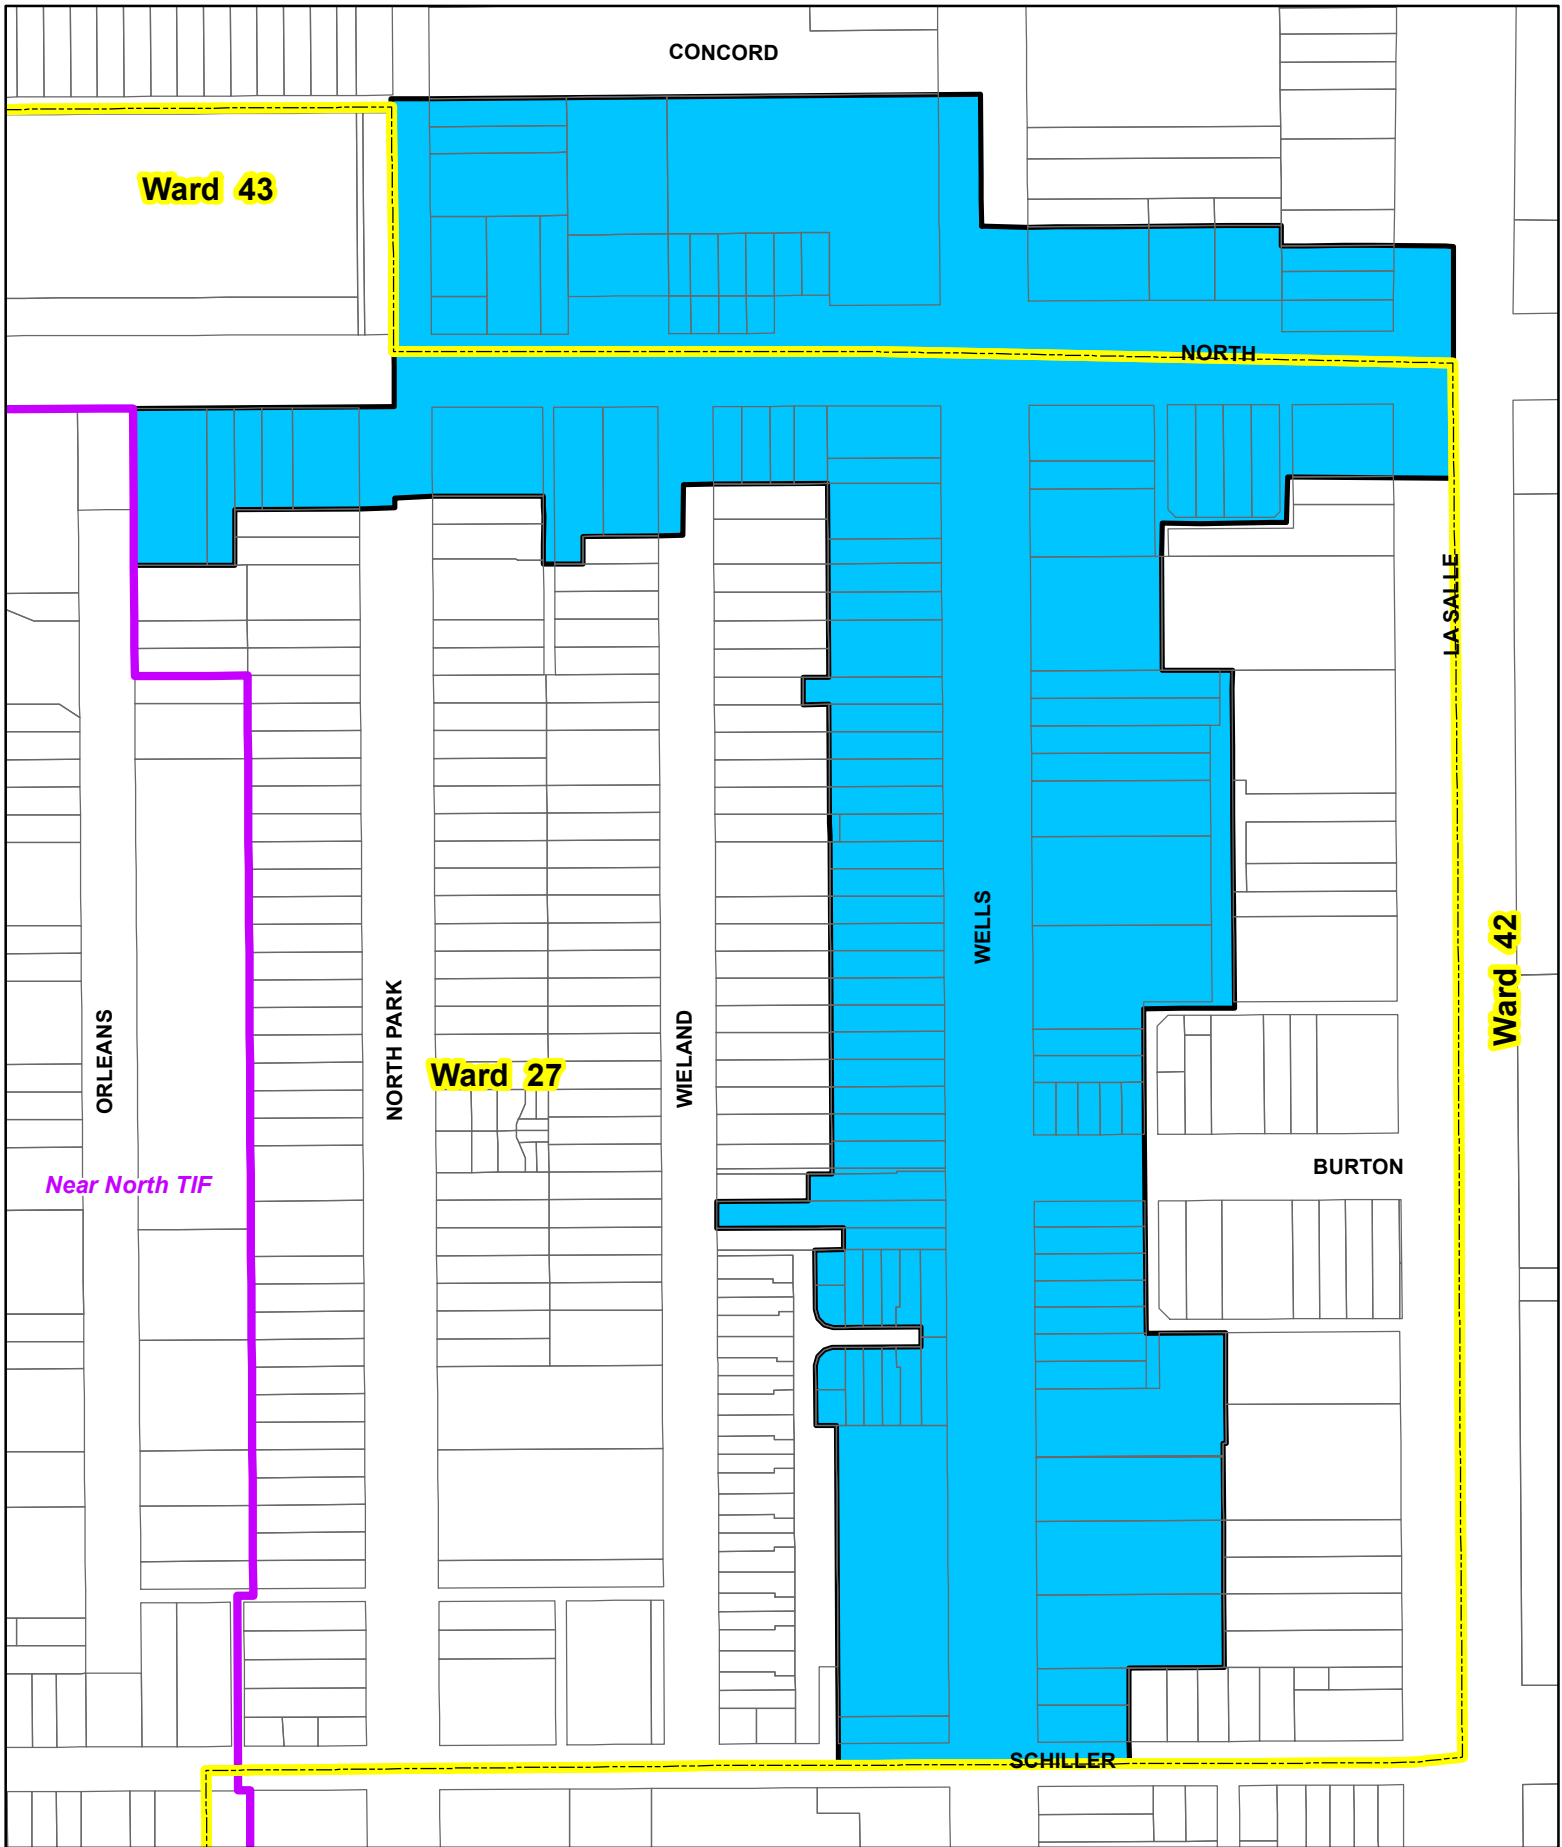 CONCORD
Ward 43
NORTH
LA SALLE
WELLS
Ward 42
NORTH PARK
ORLEANS
WIELAND
Ward 27
BURTON
Near North TIF
SCHILLER